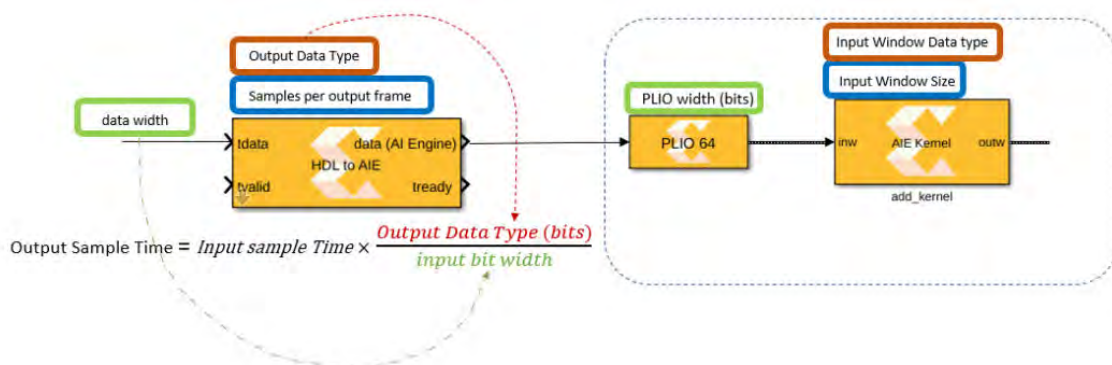 Output Data Type
Samples per output frame
data width
tdata
data (AI Engine)
HDL to AIE
tvalid
tready
Output Sample Time = Input sample Time × Output Data Type (bits)
input bit width
PLIO width (bits)
PLIO 64
Input Window Data type
Input Window Size
inw
AIE Kernel
outw
add_kernel